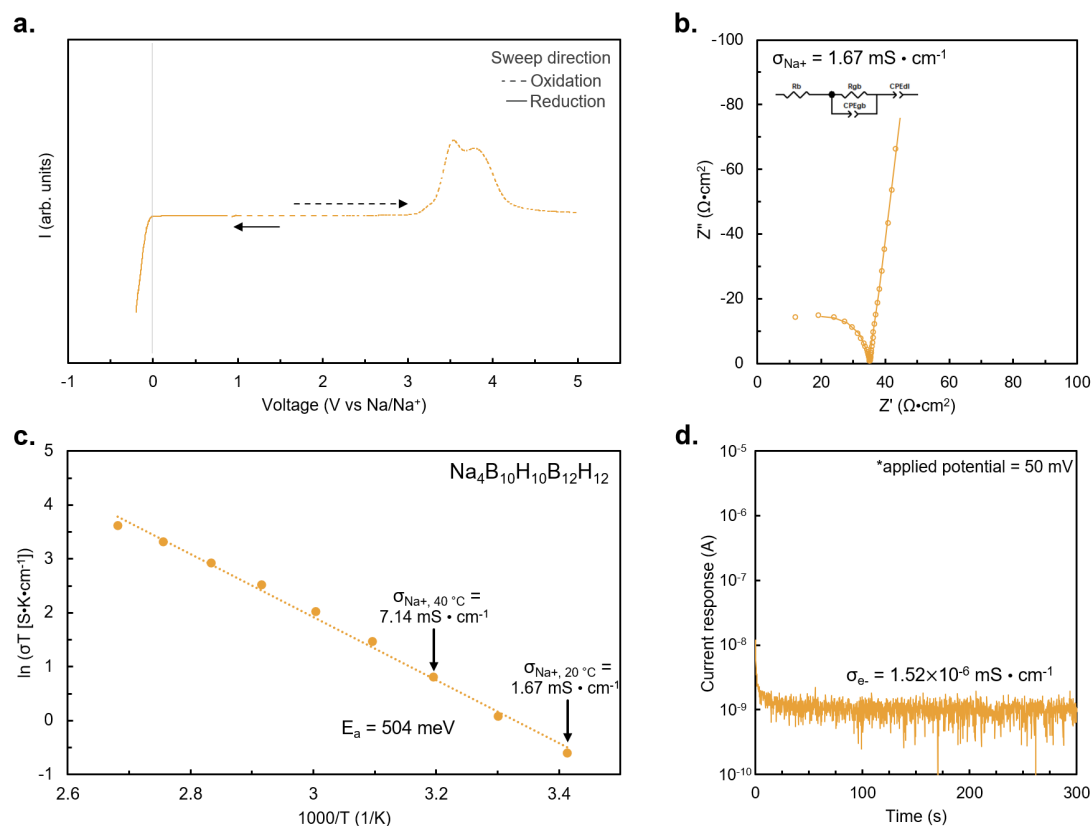 a.
Sweep direction
Oxidation
Reduction
I (arb. units)
-1 0 1 2 3 4 5
Voltage (V vs Na/Na⁺)
b.
σNa+ = 1.67 mS • cm⁻¹
Rb Rgb CPEdl
CPEgb
-100
-80
-60
-40
-20
0
Z" (Ω•cm²)
0 20 40 60 80 100
Z' (Ω•cm²)
c.
Na₄B₁₀H₁₀B₁₂H₁₂
5
4
3
2
1
0
-1
ln (σT [S•K•cm⁻¹])
σNa+, 40 °C =
7.14 mS • cm⁻¹
σNa+, 20 °C =
1.67 mS • cm⁻¹
Eₐ = 504 meV
2.6 2.8 3 3.2 3.4
1000/T (1/K)
d.
*applied potential = 50 mV
10⁻⁵
10⁻⁶
10⁻⁷
10⁻⁸
10⁻⁹
10⁻¹⁰
Current response (A)
σe- = 1.52×10⁻⁶ mS • cm⁻¹
0 100 200 300
Time (s)